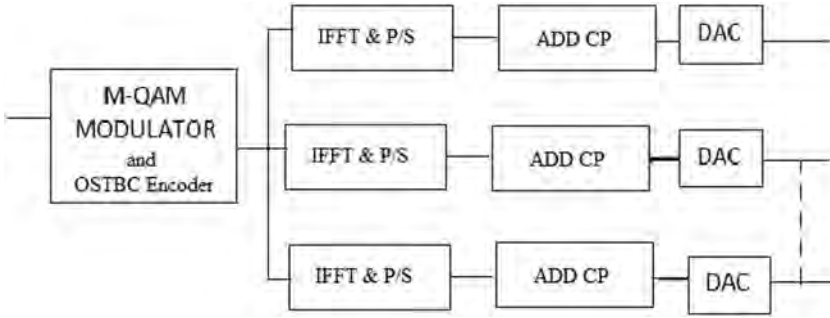 IFFT & P/S
ADD CP
DAC
M-QAM
MODULATOR
and
OSTBC Encoder
IFFT & P/S
ADD CP
DAC
IFFT & P/S
ADD CP
DAC